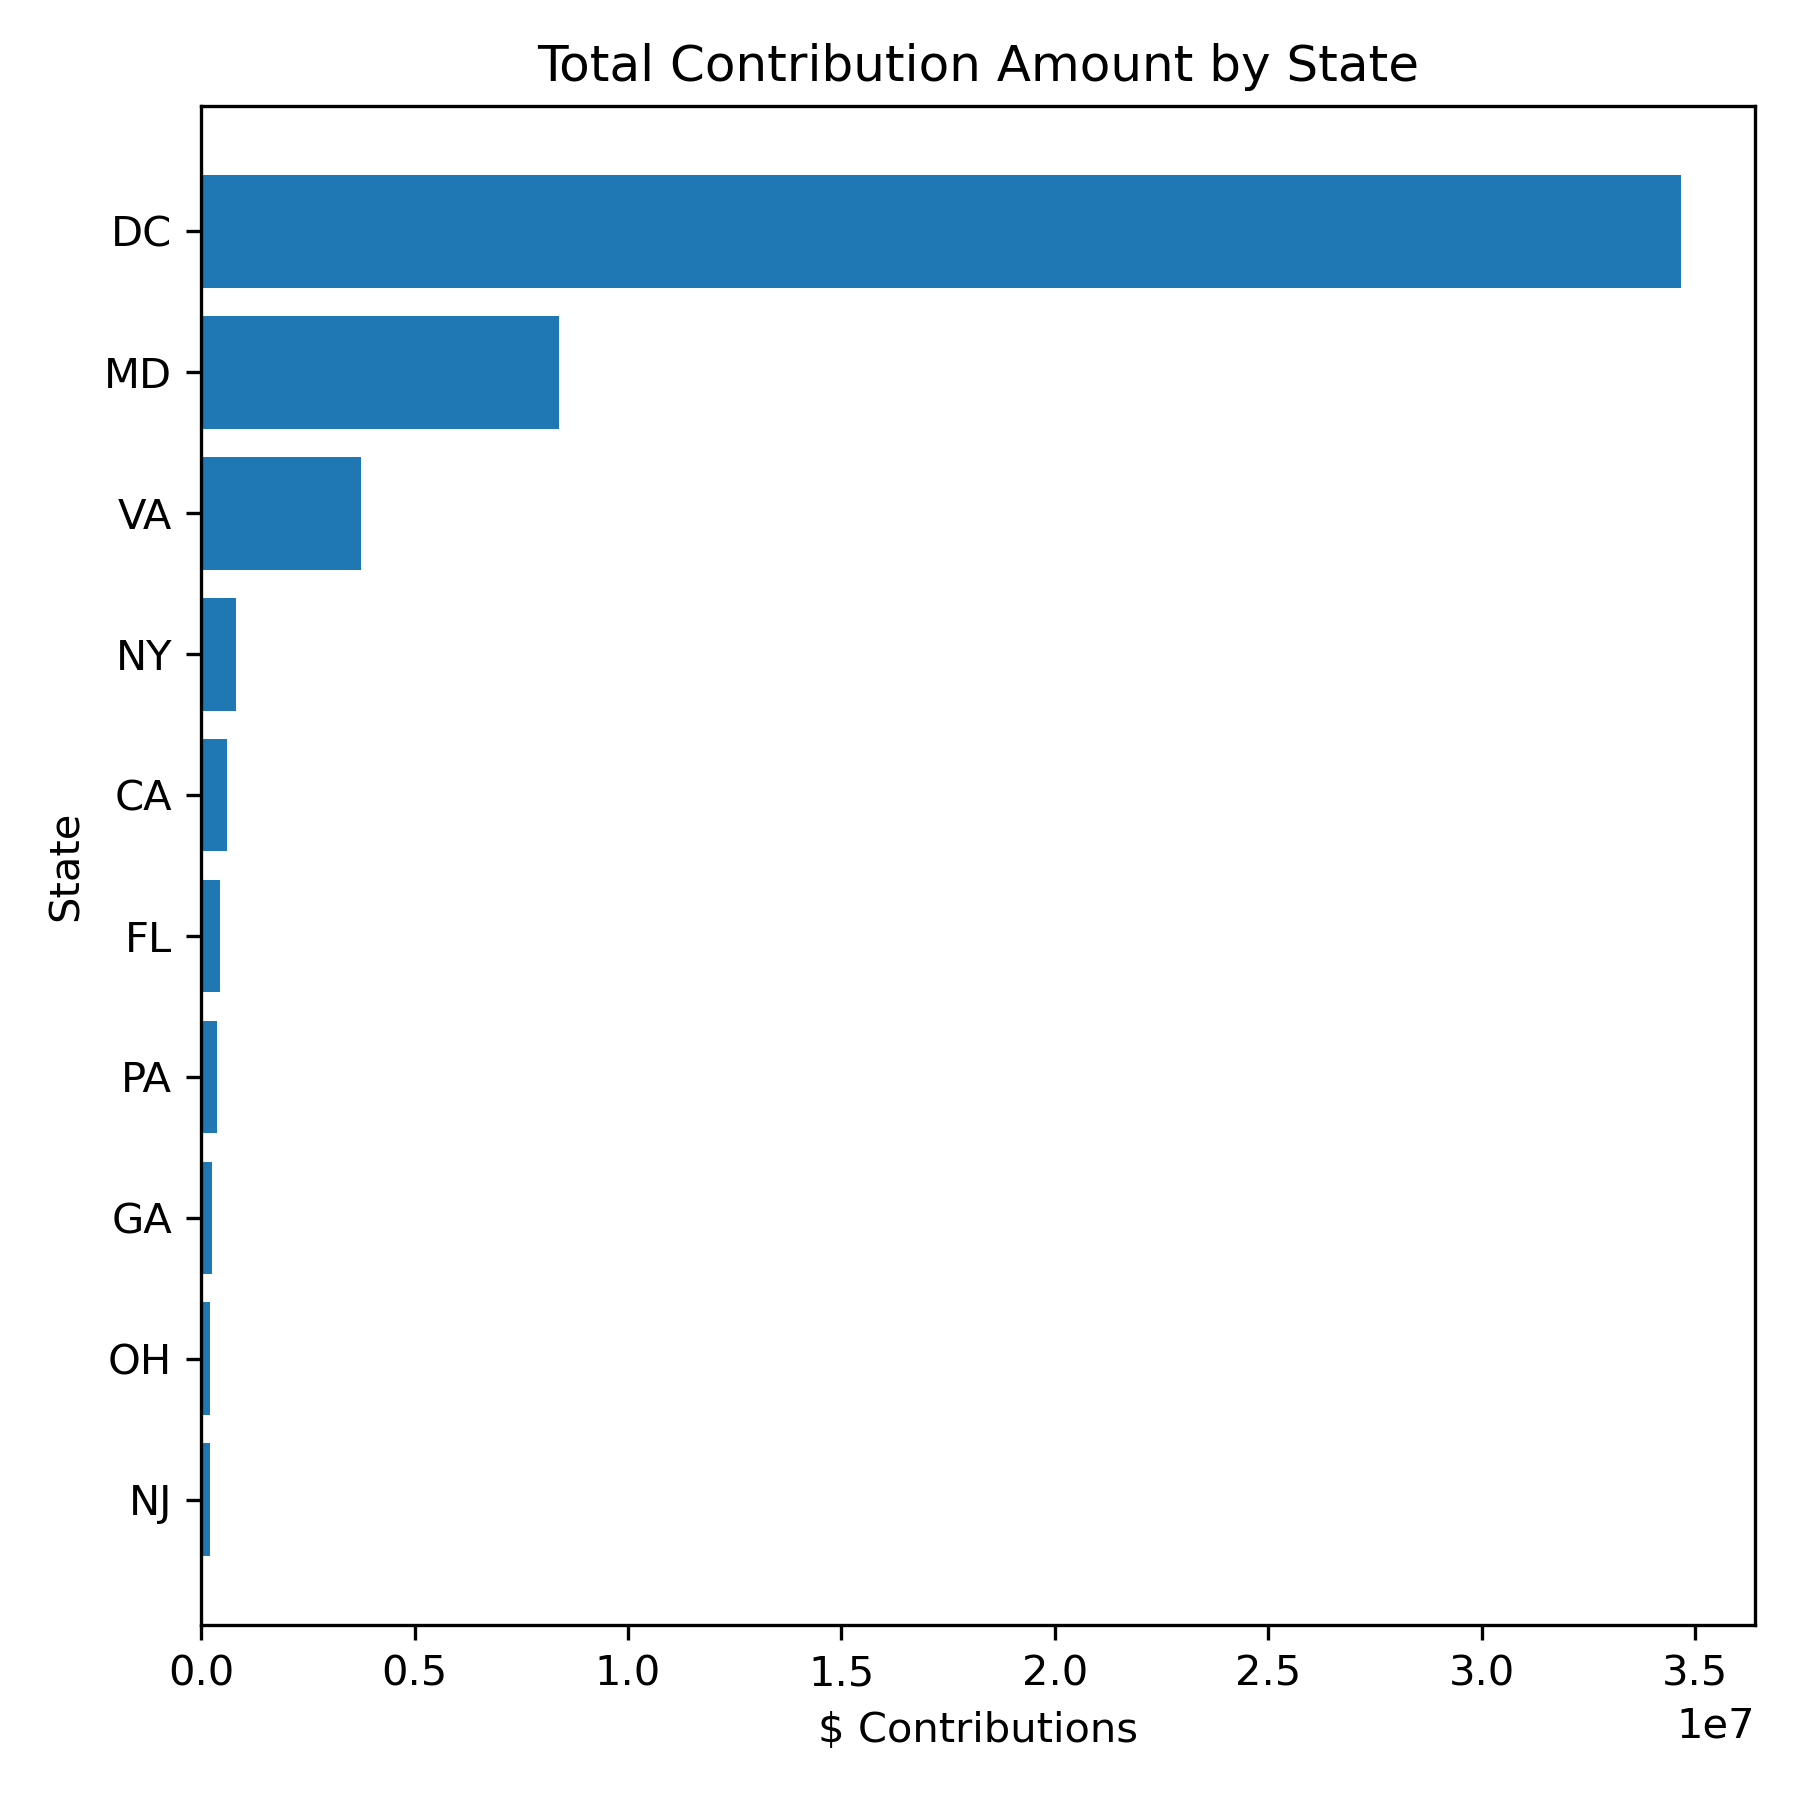 Total Contribution Amount by State
DC
MD
VA
NY
CA
FL
PA
GA
OH
NJ
State
0.0 0.5 1.0 1.5 2.0 2.5 3.0 3.5
1e7
$ Contributions